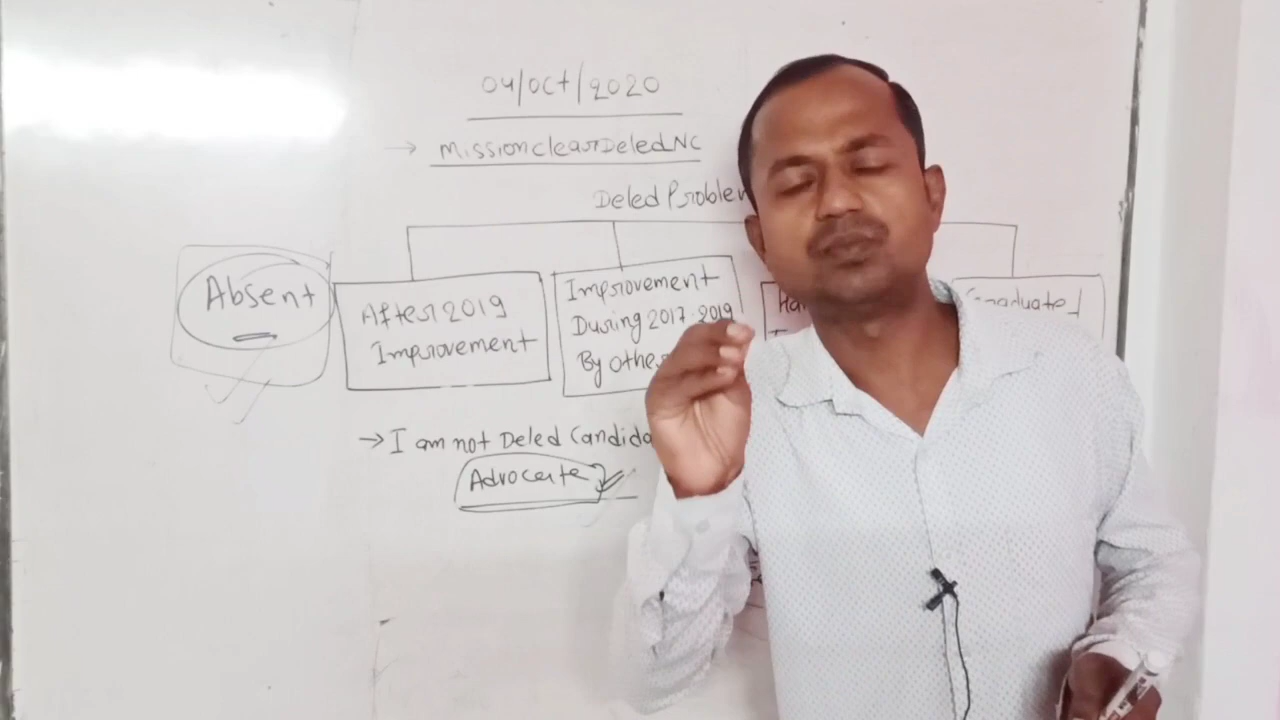 04/Oct/2020
→ MissionclearDeledNC
Deled Problem
Absent
After 2019
Improvement
Improvement
During 2017-2019
By Othe
Graduated
→ I am not Deled Candida
Advocate